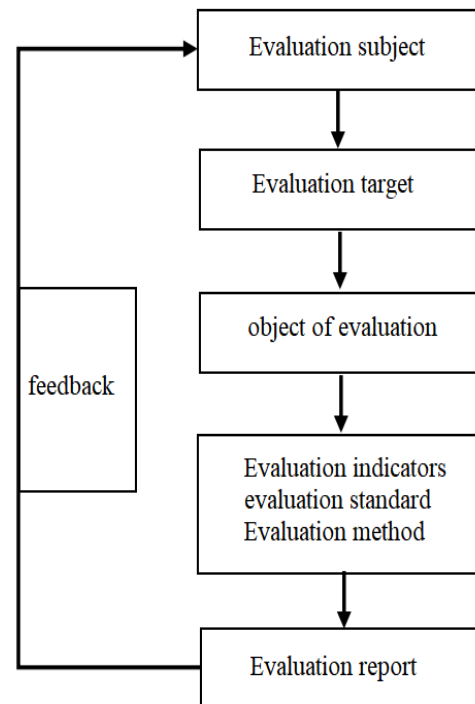 Evaluation subject
Evaluation target
object of evaluation
feedback
Evaluation indicators
evaluation standard
Evaluation method
Evaluation report